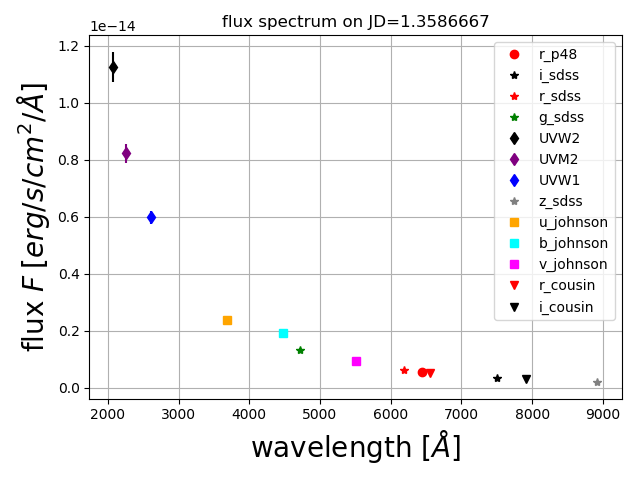 flux spectrum on JD=1.3586667
1e−14
1.2
1.0
0.8
0.6
0.4
0.2
0.0
flux F [erg/s/cm²/Å]
2000 3000 4000 5000 6000 7000 8000 9000
wavelength [Å]
r_p48
i_sdss
r_sdss
g_sdss
UVW2
UVM2
UVW1
z_sdss
u_johnson
b_johnson
v_johnson
r_cousin
i_cousin